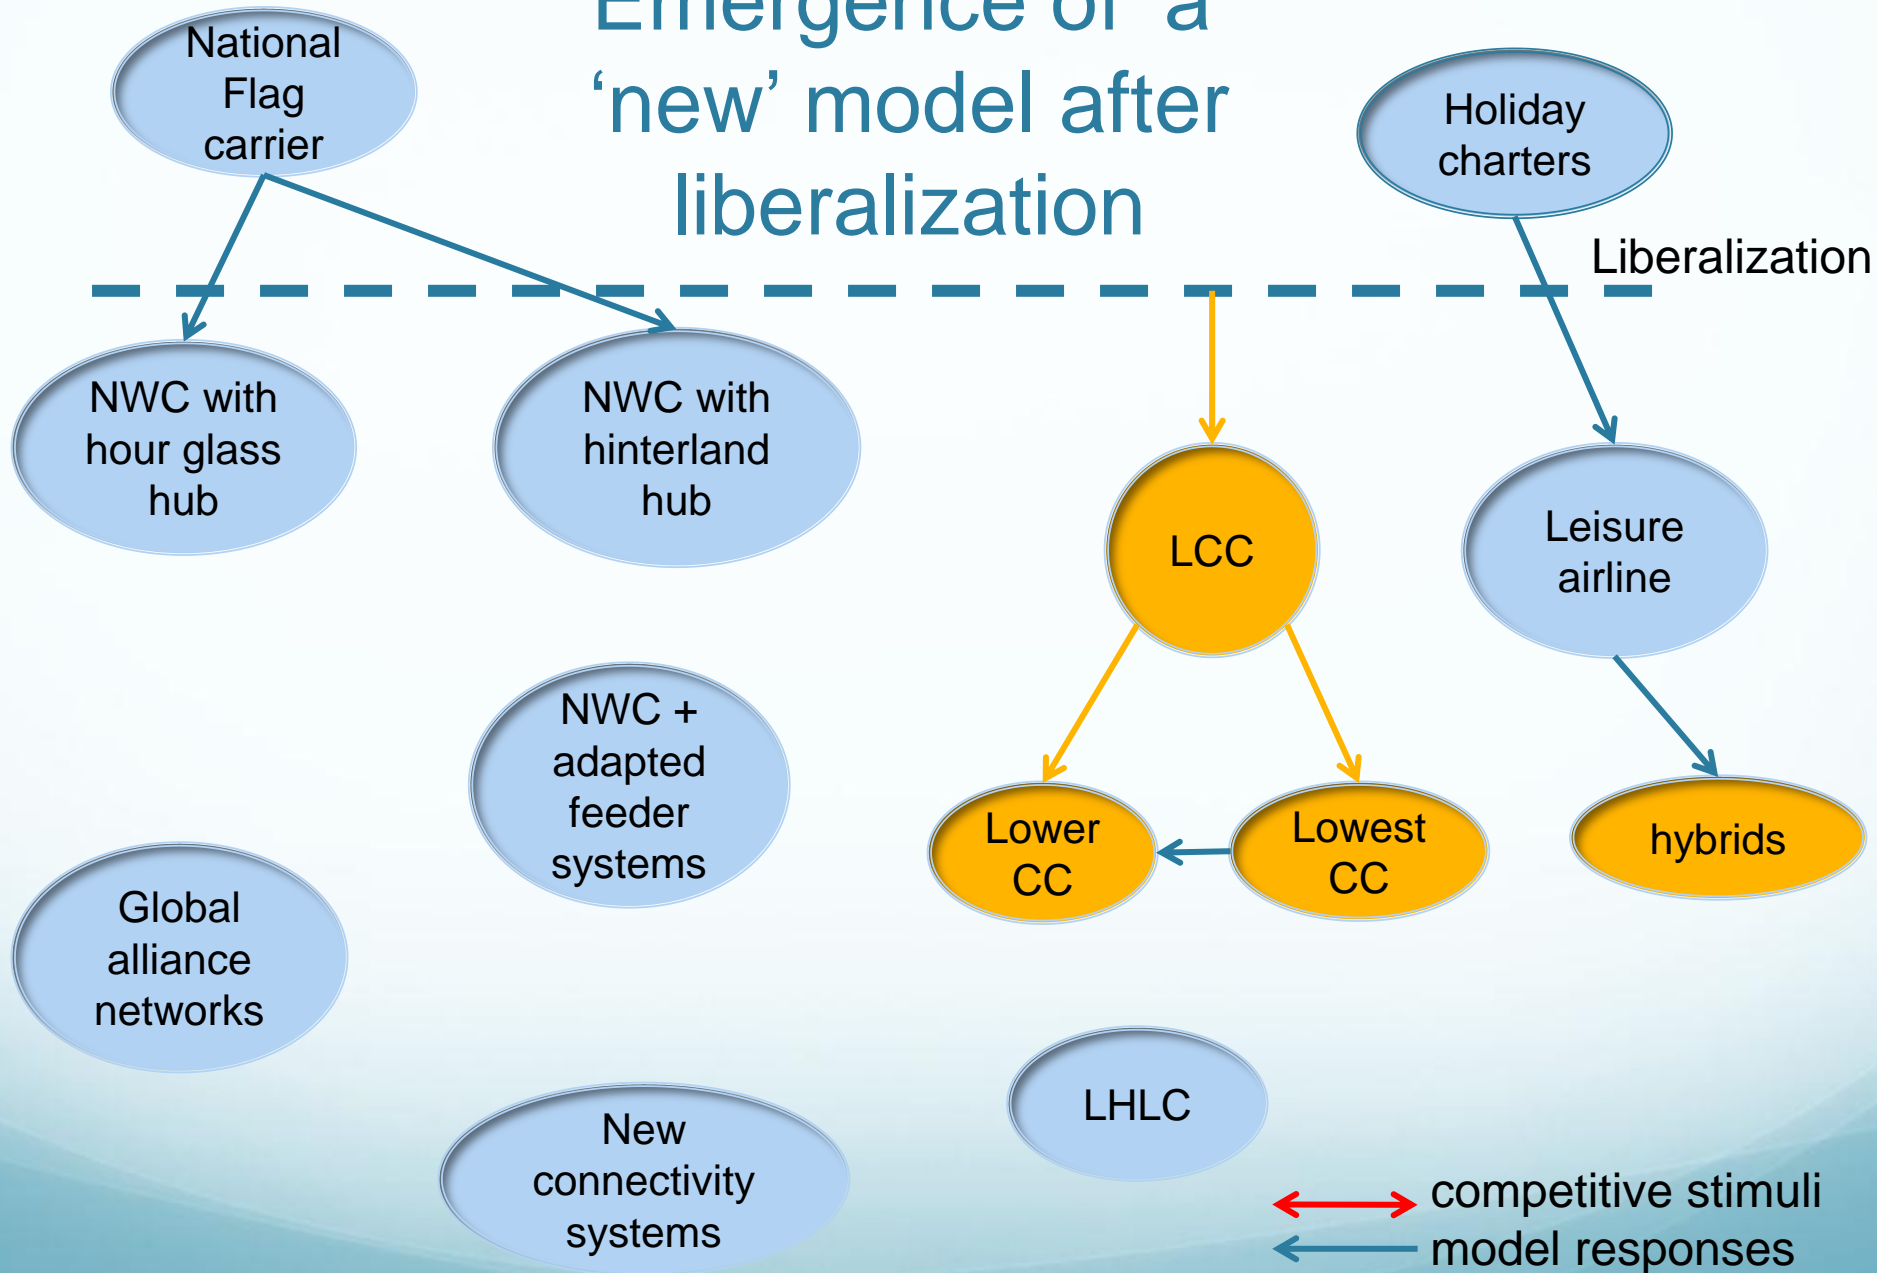 Emergence of 'a
‘new’ model after
liberalization
National
Flag
carrier
Holiday
charters
Liberalization
NWC with
hour glass
hub
NWC with
hinterland
hub
LCC
Leisure
airline
NWC +
adapted
feeder
systems
Lower
CC
Lowest
CC
hybrids
Global
alliance
networks
LHLC
New
connectivity
systems
competitive stimuli
model responses